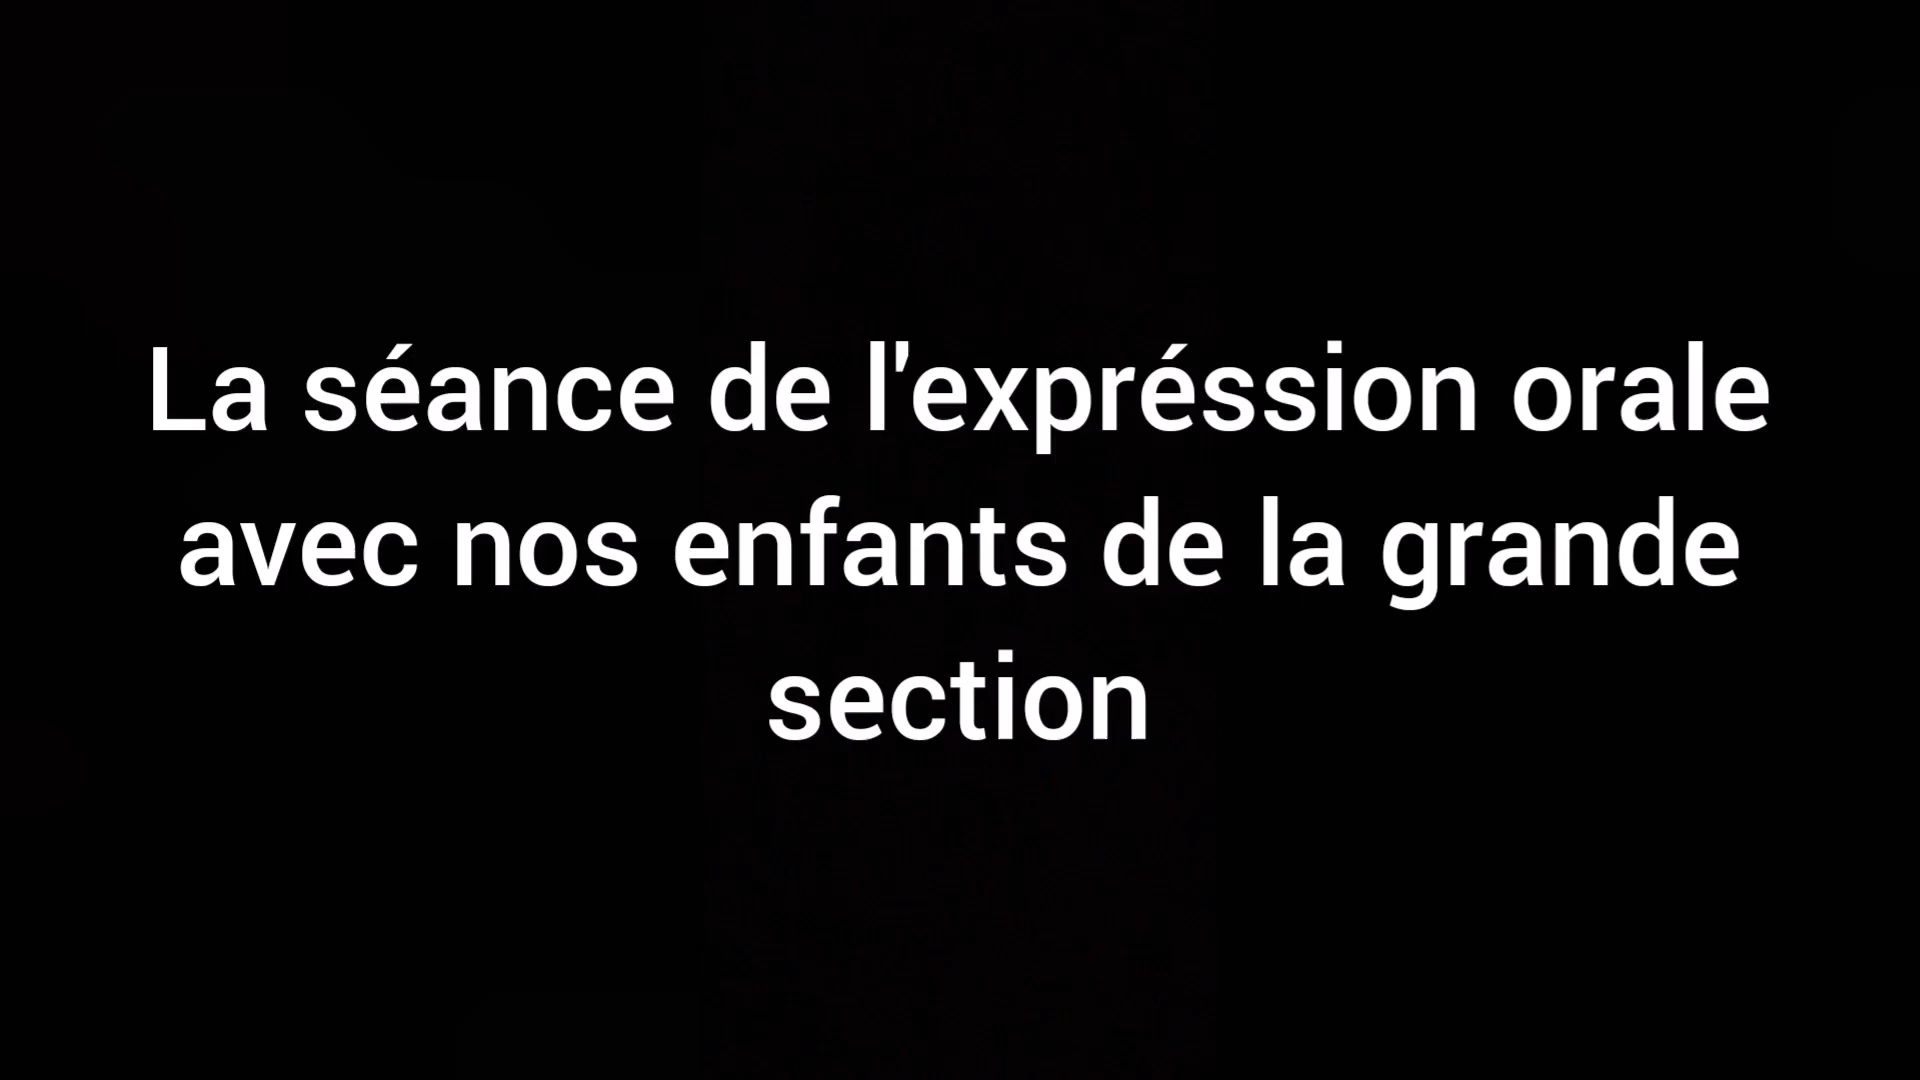 La séance de l'expréssion orale
avec nos enfants de la grande
section